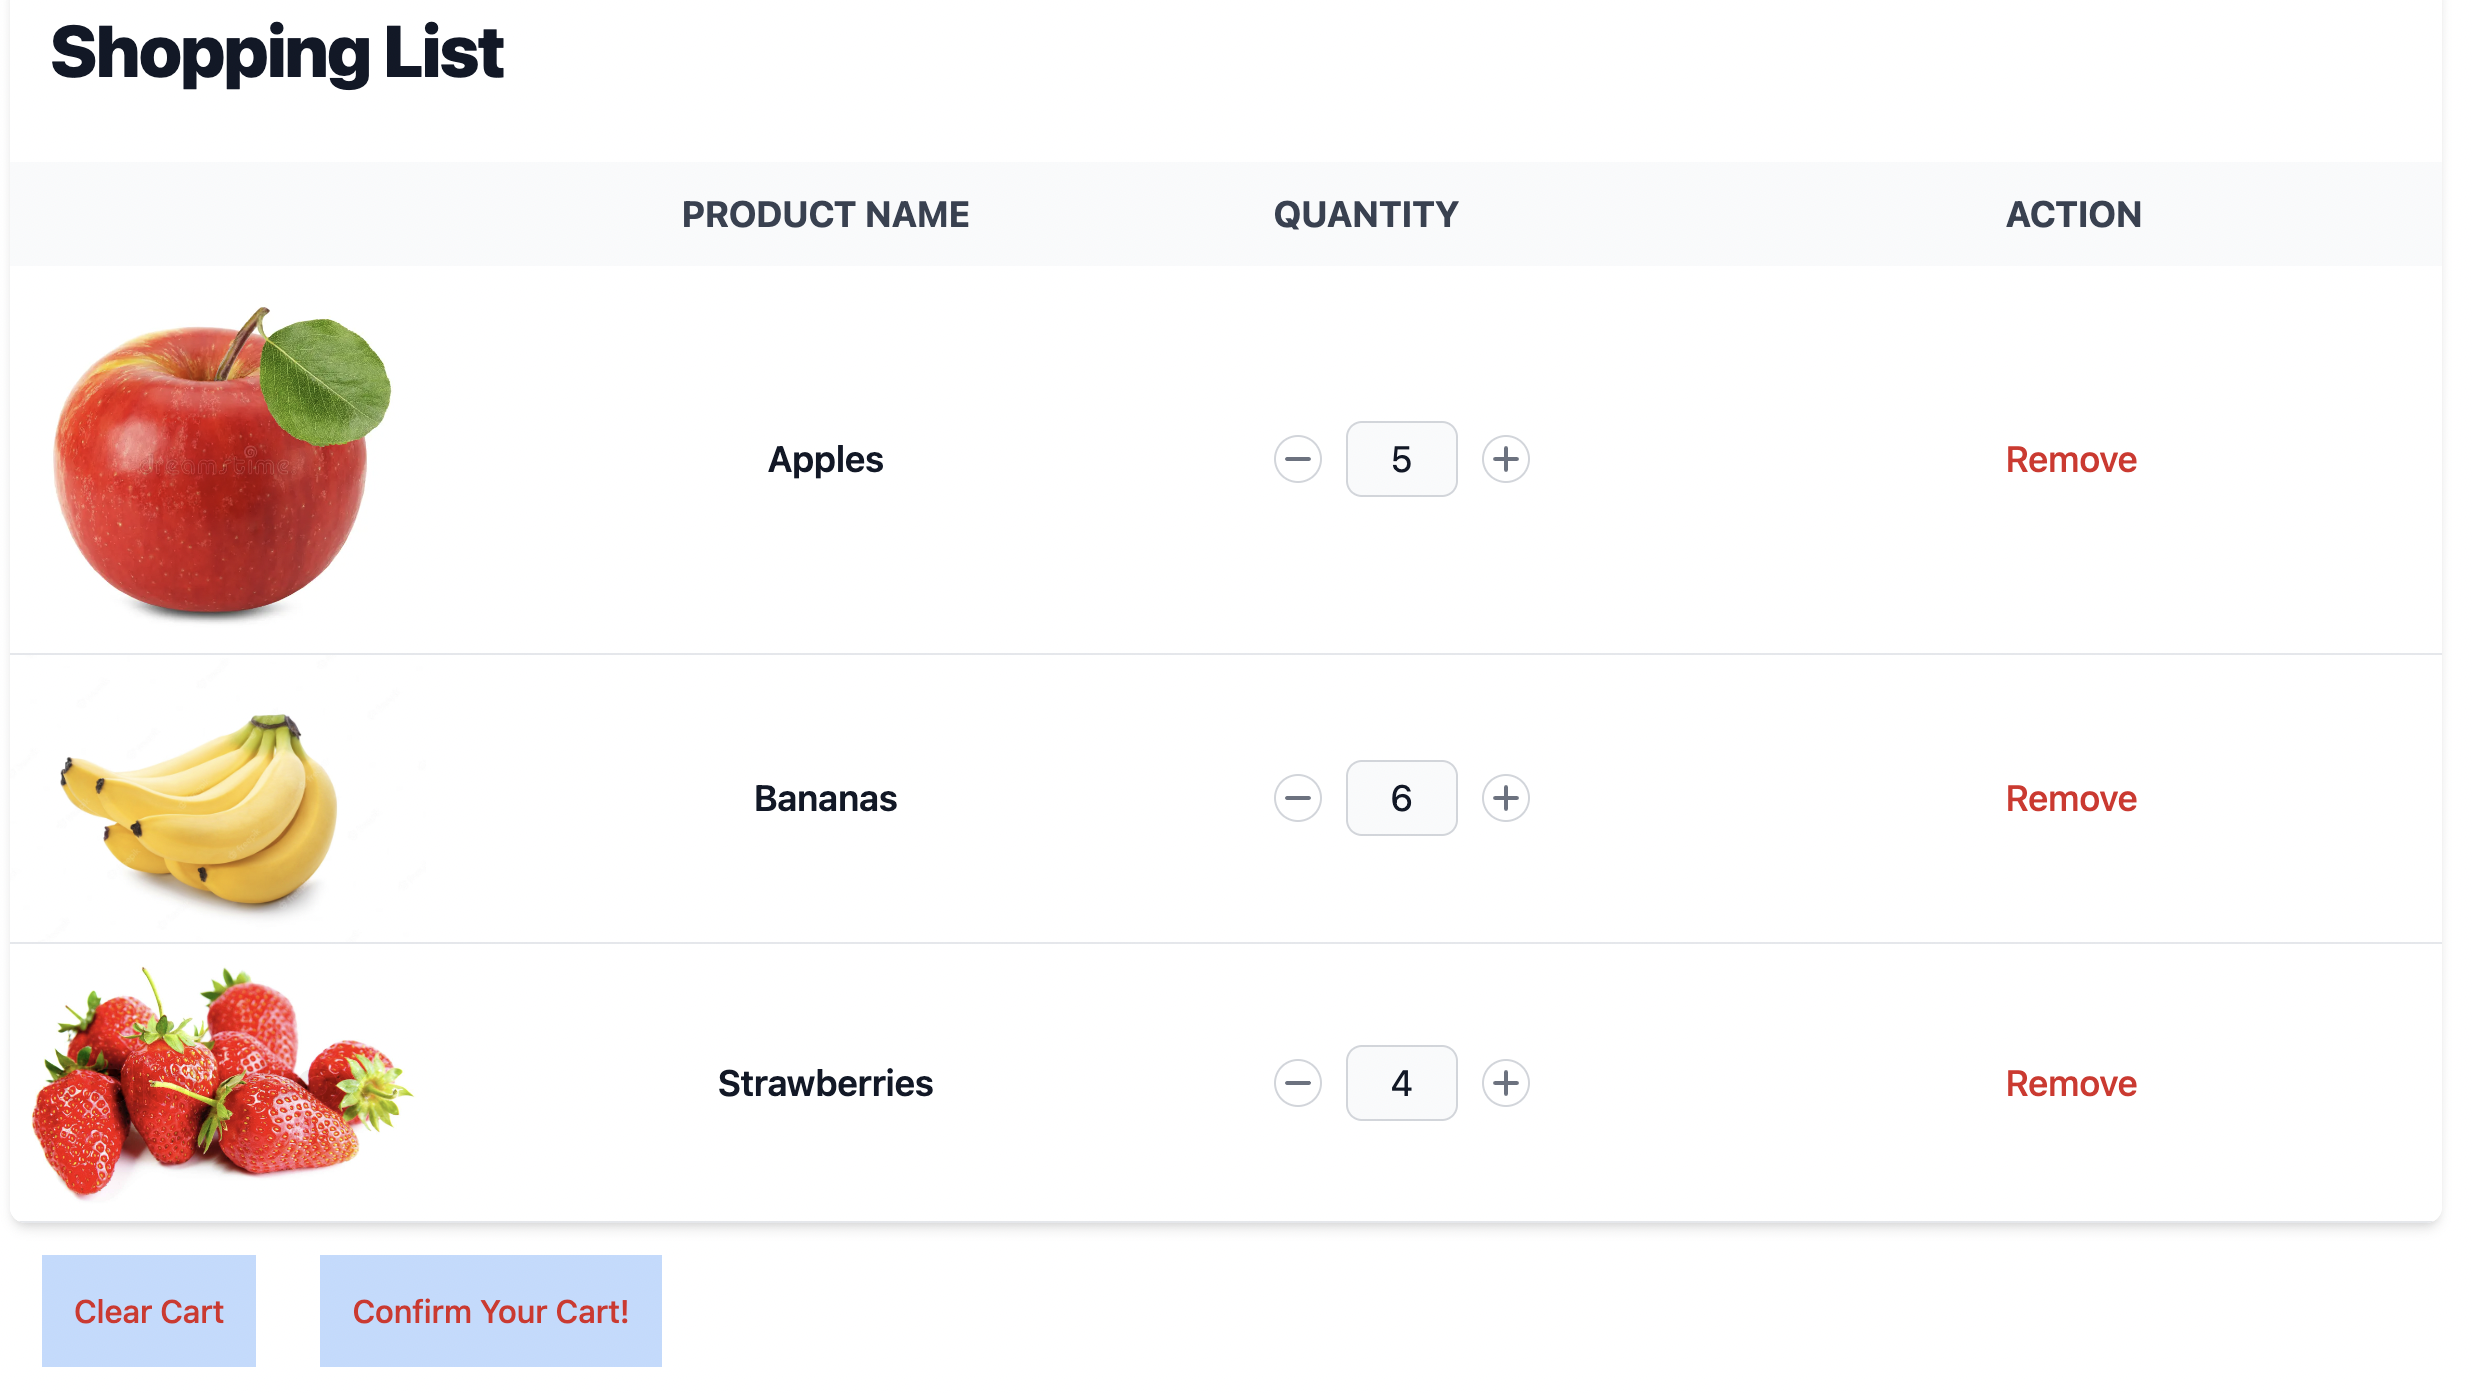 Shopping List
PRODUCT NAME QUANTITY ACTION
dreamstime
Apples 5 Remove
Bananas 6 Remove
Strawberries 4 Remove
Clear Cart Confirm Your Cart!